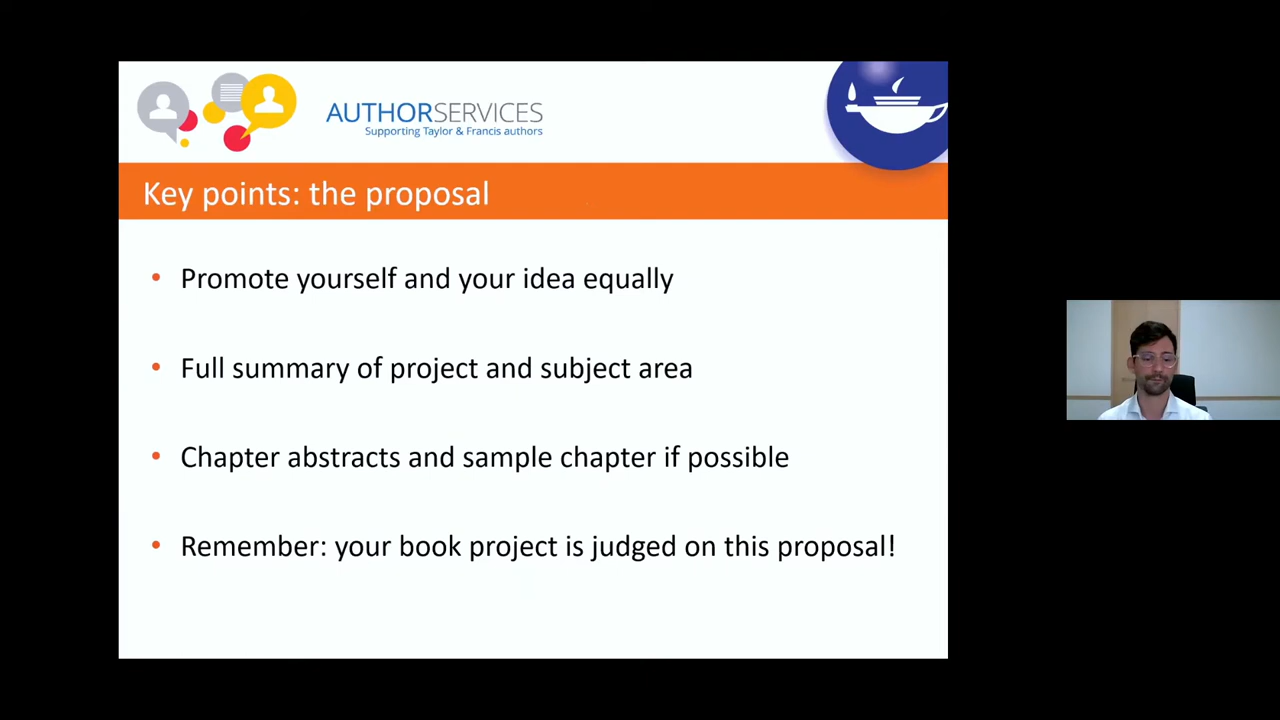 AUTHORSERVICES
Supporting Taylor & Francis authors
Key points: the proposal
• Promote yourself and your idea equally
• Full summary of project and subject area
• Chapter abstracts and sample chapter if possible
• Remember: your book project is judged on this proposal!